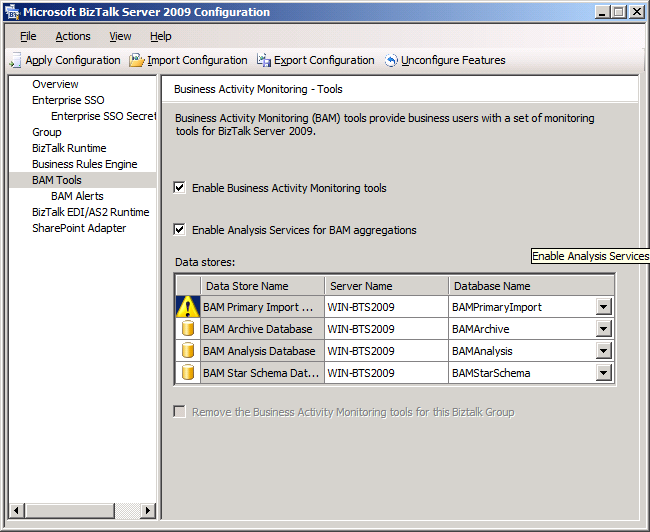 Microsoft BizTalk Server 2009 Configuration
File Actions View Help
Apply Configuration Import Configuration Export Configuration Unconfigure Features
Overview
Enterprise SSO
Enterprise SSO Secret
Group
BizTalk Runtime
Business Rules Engine
BAM Tools
BAM Alerts
BizTalk EDI/AS2 Runtime
SharePoint Adapter
Business Activity Monitoring - Tools
Business Activity Monitoring (BAM) tools provide business users with a set of monitoring
tools for BizTalk Server 2009.
Enable Business Activity Monitoring tools
Enable Analysis Services for BAM aggregations
Enable Analysis Services
Data stores:
Data Store Name Server Name Database Name
BAM Primary Import ... WIN-BTS2009 BAMPrimaryImport
BAM Archive Database WIN-BTS2009 BAMArchive
BAM Analysis Database WIN-BTS2009 BAMAnalysis
BAM Star Schema Dat... WIN-BTS2009 BAMStarSchema
Remove the Business Activity Monitoring tools for this Biztalk Group